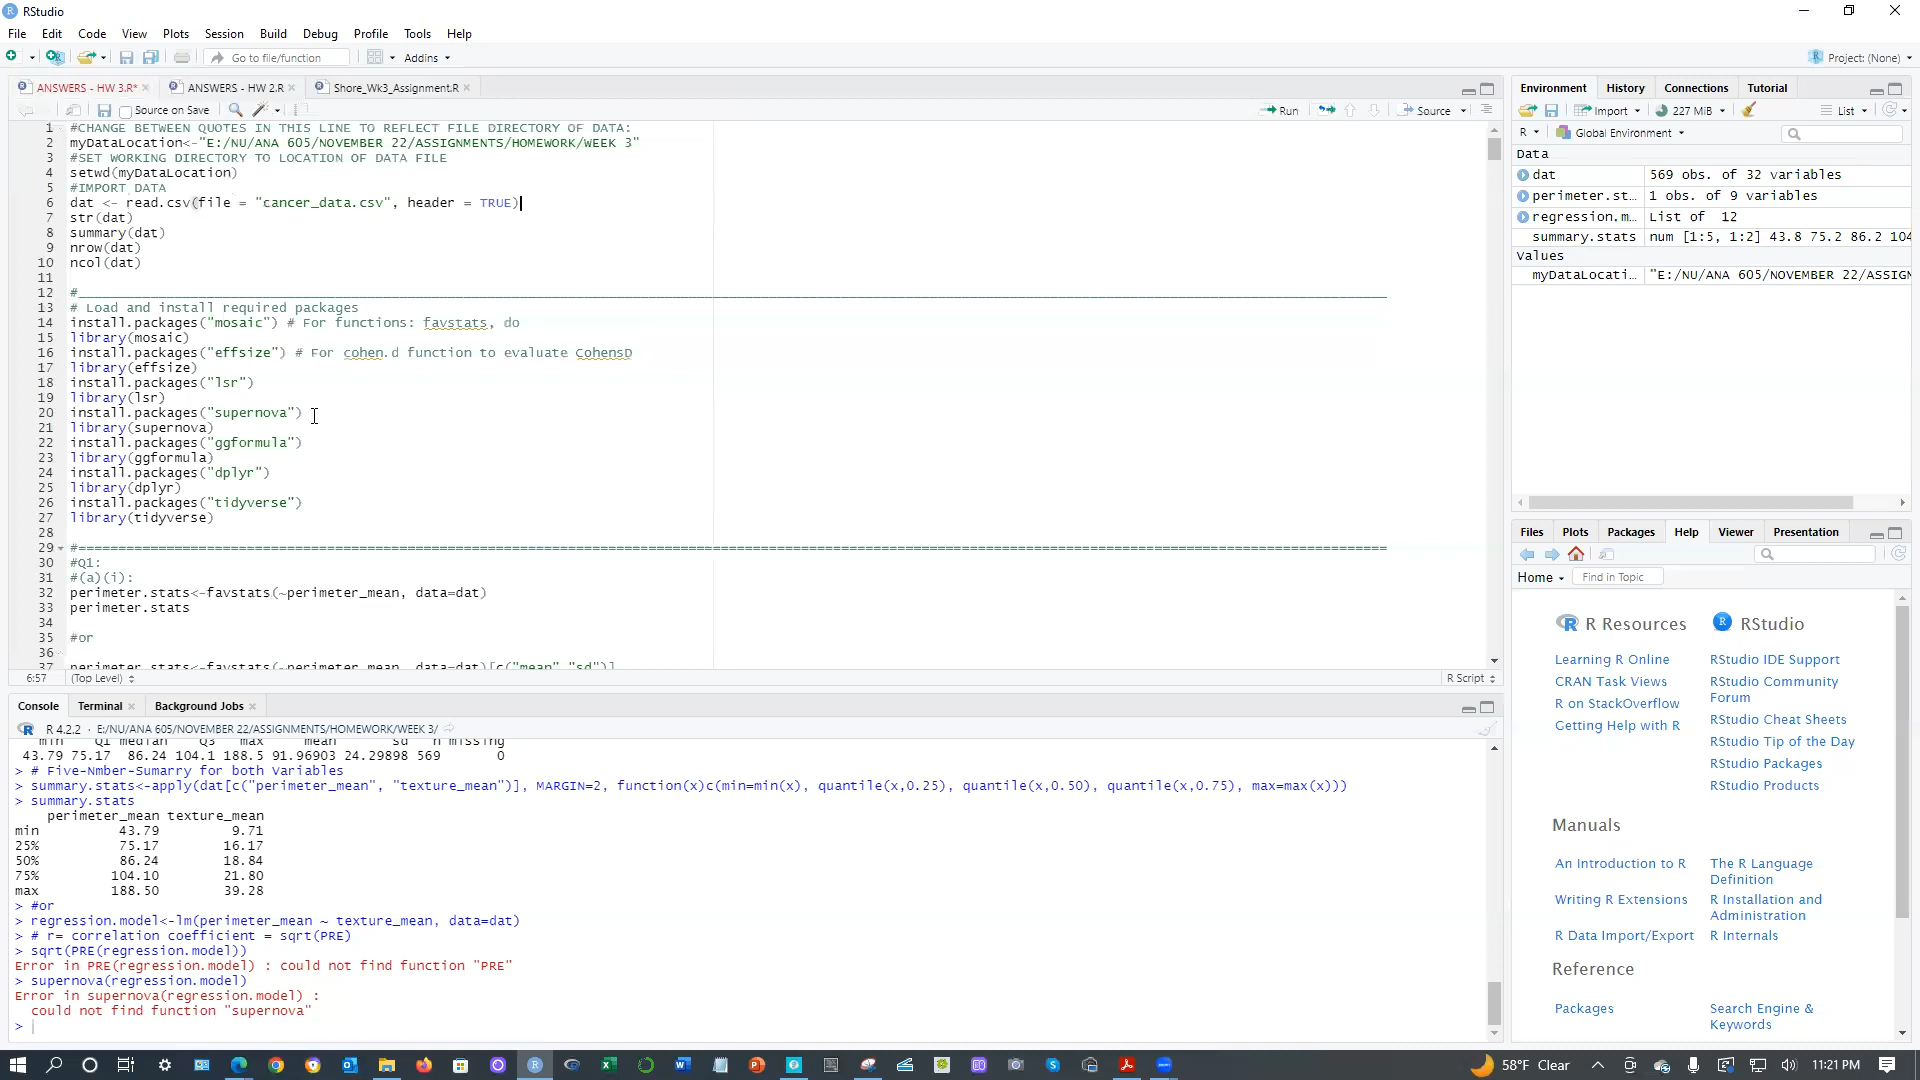 RStudio
File Edit Code View Plots Session Build Debug Profile Tools Help
Go to file/function Addins Project: (None)
ANSWERS - HW 3.R* ANSWERS - HW 2.R Shore_Wk3_Assignment.R
Source on Save Run Source
1 #CHANGE BETWEEN QUOTES IN THIS LINE TO REFLECT FILE DIRECTORY OF DATA:
2 myDataLocation<-"E:/NU/ANA 605/NOVEMBER 22/ASSIGNMENTS/HOMEWORK/WEEK 3"
3 #SET WORKING DIRECTORY TO LOCATION OF DATA FILE
4 setwd(myDataLocation)
5 #IMPORT DATA
6 dat <- read.csv(file = "cancer_data.csv", header = TRUE)
7 str(dat)
8 summary(dat)
9 nrow(dat)
10 ncol(dat)
11
12 #______________________________
13 # Load and install required packages
14 install.packages("mosaic") # For functions: favstats, do
15 library(mosaic)
16 install.packages("effsize") # For cohen.d function to evaluate CohensD
17 library(effsize)
18 install.packages("lsr")
19 library(lsr)
20 install.packages("supernova")
21 library(supernova)
22 install.packages("ggformula")
23 library(ggformula)
24 install.packages("dplyr")
25 library(dplyr)
26 install.packages("tidyverse")
27 library(tidyverse)
28
29 #==============================
30 #Q1:
31 #(a)(i):
32 perimeter.stats<-favstats(~perimeter_mean, data=dat)
33 perimeter.stats
34
35 #or
36
37 perimeter.stats<-favstats(~perimeter_mean, data=dat)[c("mean","sd")]
6:57 (Top Level) R Script
Console Terminal Background Jobs
R 4.2.2 · E:/NU/ANA 605/NOVEMBER 22/ASSIGNMENTS/HOMEWORK/WEEK 3/
min Q1 median Q3 max mean sd n missing
43.79 75.17 86.24 104.1 188.5 91.96903 24.29898 569 0
> # Five-Nmber-Sumarry for both Variables
> summary.stats<-apply(dat[c("perimeter_mean", "texture_mean")], MARGIN=2, function(x)c(min=min(x), quantile(x,0.25), quantile(x,0.50), quantile(x,0.75), max=max(x)))
> summary.stats
perimeter_mean texture_mean
min 43.79 9.71
25% 75.17 16.17
50% 86.24 18.84
75% 104.10 21.80
max 188.50 39.28
> #or
> regression.model<-lm(perimeter_mean ~ texture_mean, data=dat)
> # r= correlation coefficient = sqrt(PRE)
> sqrt(PRE(regression.model))
Error in PRE(regression.model) : could not find function "PRE"
> supernova(regression.model)
Error in supernova(regression.model) :
could not find function "supernova"
>
Environment History Connections Tutorial
Import 227 MiB List
R Global Environment
Data
dat 569 obs. of 32 variables
perimeter.st… 1 obs. of 9 variables
regression.m… List of 12
summary.stats num [1:5, 1:2] 43.8 75.2 86.2 104
Values
myDataLocati… "E:/NU/ANA 605/NOVEMBER 22/ASSIGN
Files Plots Packages Help Viewer Presentation
Home Find in Topic
R Resources
Learning R Online
CRAN Task Views
R on StackOverflow
Getting Help with R
RStudio
RStudio IDE Support
RStudio Community
Forum
RStudio Cheat Sheets
RStudio Tip of the Day
RStudio Packages
RStudio Products
Manuals
An Introduction to R The R Language
Definition
Writing R Extensions R Installation and
Administration
R Data Import/Export R Internals
Reference
Packages Search Engine &
Keywords
58°F Clear 11:21 PM